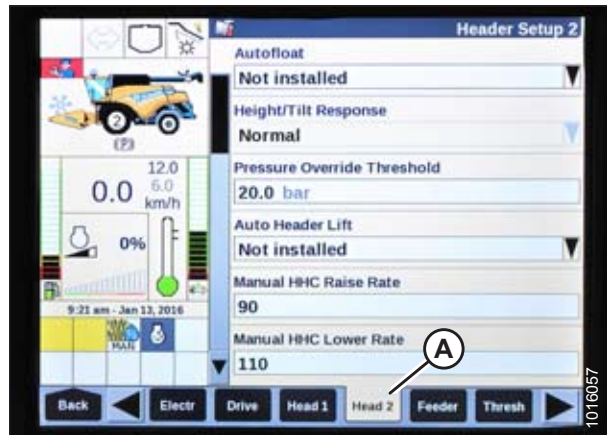 Header Setup 2
Autofloat
Not installed
Height/Tilt Response
Normal
Pressure Override Threshold
20.0 bar
Auto Header Lift
Not installed
Manual HHC Raise Rate
90
Manual HHC Lower Rate
110
2
(P)
12.0
0.0 6.0
km/h
0%
9:21 am - Jan 13, 2016
MAN
A
Back Electr Drive Head 1 Head 2 Feeder Thresh
1016057